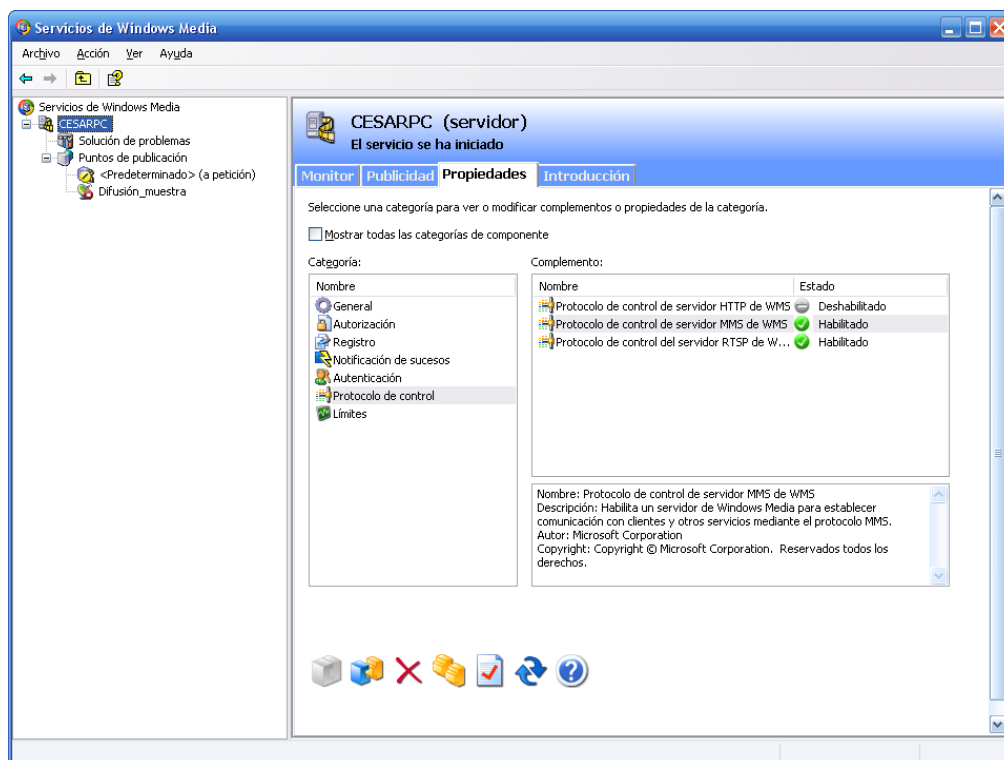 Servicios de Windows Media
Archivo Acción Ver Ayuda
Servicios de Windows Media
CESARPC
Solución de problemas
Puntos de publicación
<Predeterminado> (a petición)
Difusión_muestra
CESARPC (servidor)
El servicio se ha iniciado
Monitor Publicidad Propiedades Introducción
Seleccione una categoría para ver o modificar complementos o propiedades de la categoría.
Mostrar todas las categorías de componente
Categoría:
Nombre
General
Autorización
Registro
Notificación de sucesos
Autenticación
Protocolo de control
Límites
Complemento:
Nombre Estado
Protocolo de control de servidor HTTP de WMS Deshabilitado
Protocolo de control de servidor MMS de WMS Habilitado
Protocolo de control del servidor RTSP de W... Habilitado
Nombre: Protocolo de control de servidor MMS de WMS
Descripción: Habilita un servidor de Windows Media para establecer
comunicación con clientes y otros servicios mediante el protocolo MMS.
Autor: Microsoft Corporation
Copyright: Copyright © Microsoft Corporation. Reservados todos los
derechos.